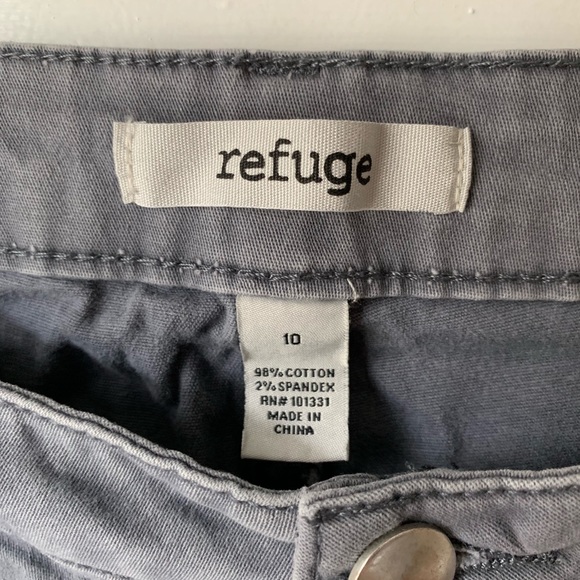 refuge
10
98% COTTON
2% SPANDEX
RN# 101331
MADE IN
CHINA